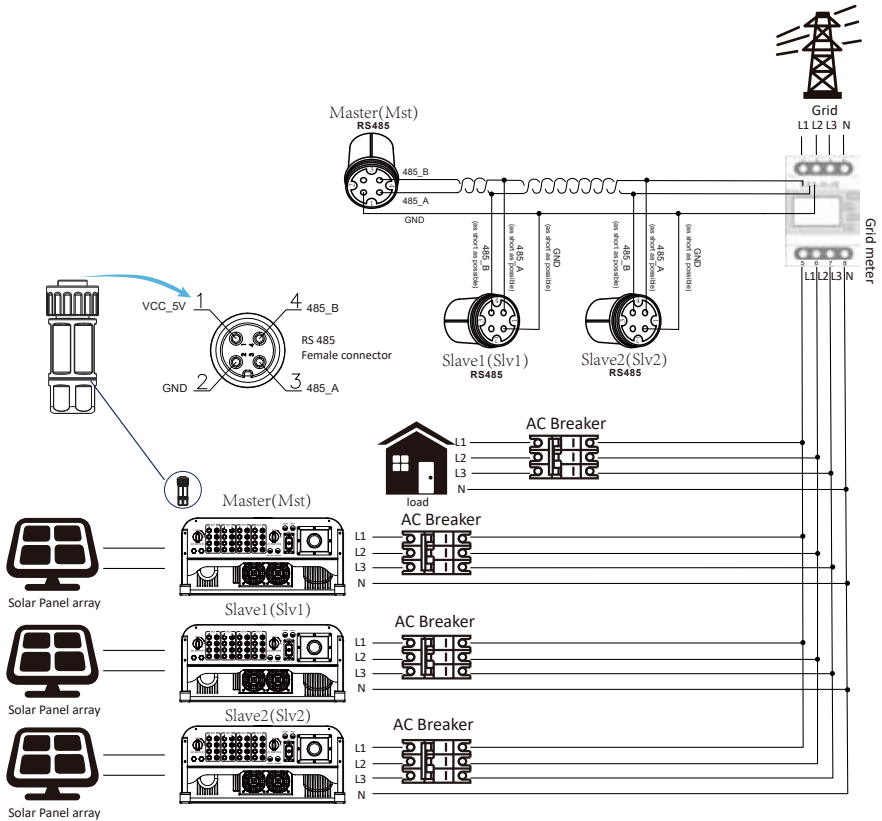 Grid
L1 L2 L3 N
Master(Mst)
RS485
485_B
485_A
GND
Grid meter
5 6 7 8
L1 L2 L3 N
485_B
(as short as possible)
485_A
(as short as possible)
GND
(as short as possible)
485_B
(as short as possible)
485_A
(as short as possible)
GND
(as short as possible)
Slave1(Slv1)
RS485
Slave2(Slv2)
RS485
VCC_5V
1
4
485_B
RS 485
Female connector
GND
2
3
485_A
AC Breaker
L1
L2
L3
N
load
Master(Mst)
AC Breaker
L1
L2
L3
N
Solar Panel array
Slave1(Slv1)
AC Breaker
L1
L2
L3
N
Solar Panel array
Slave2(Slv2)
AC Breaker
L1
L2
L3
N
Solar Panel array